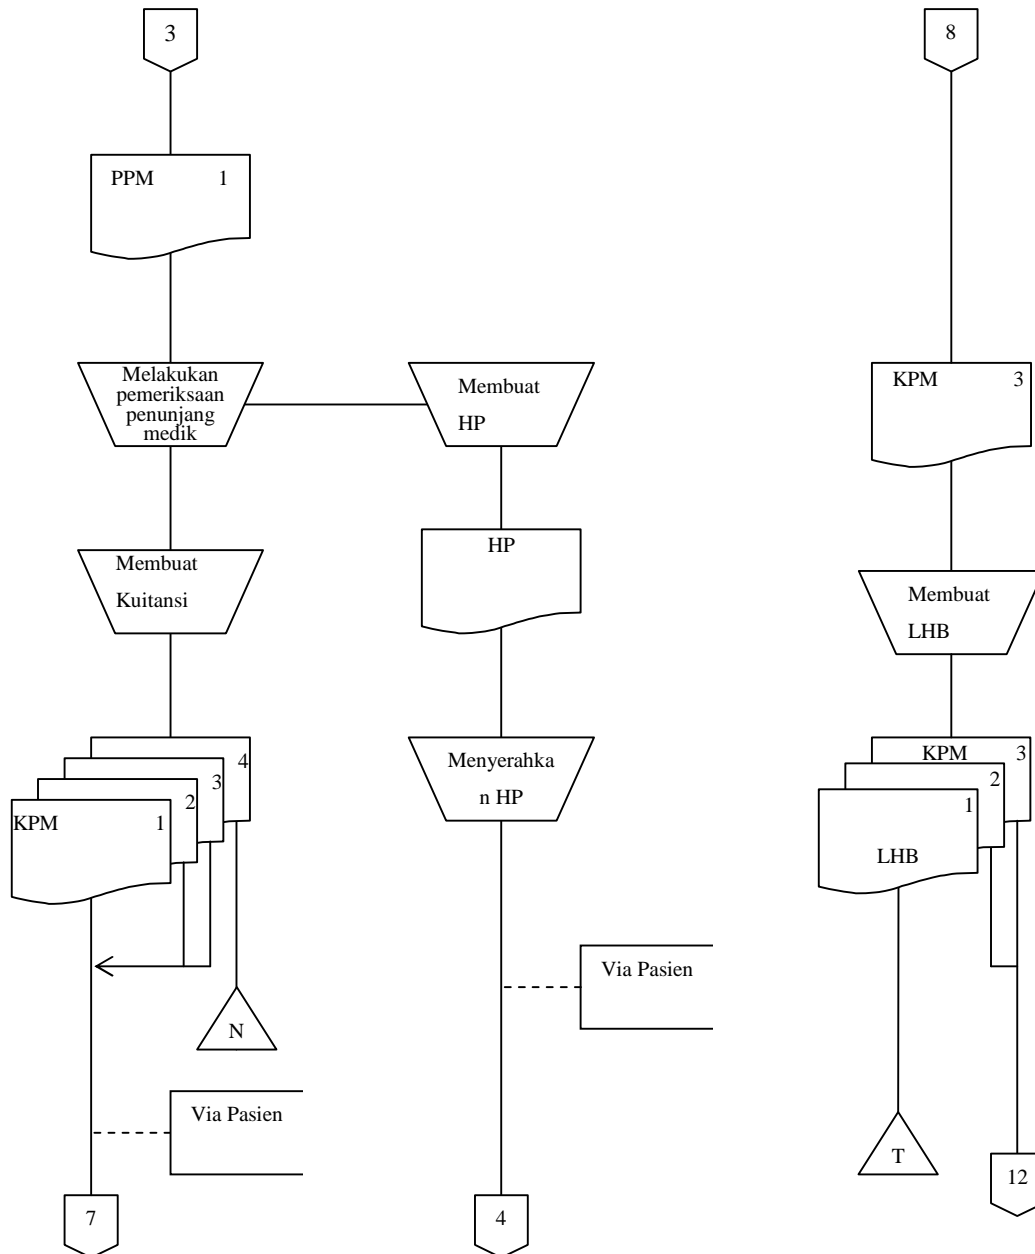 3
8
PPM 1
Melakukan
pemeriksaan
penunjang
medik
Membuat
HP
KPM 3
Membuat
Kuitansi
HP
Membuat
LHB
4
3
2
KPM 1
Menyerahka
n HP
KPM 3
2
1
LHB
Via Pasien
N
Via Pasien
T
12
7
4